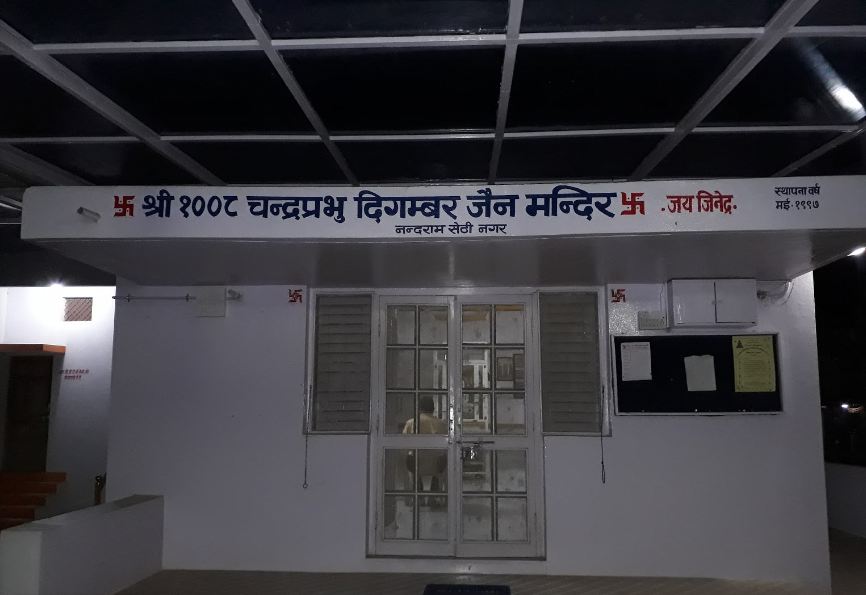 श्री १००८ चन्द्रप्रभु दिगम्बर जैन मन्दिर
नन्दराम सेठी नगर
.जय जिनेद्र.
स्थापना वर्ष
मई-१९९७